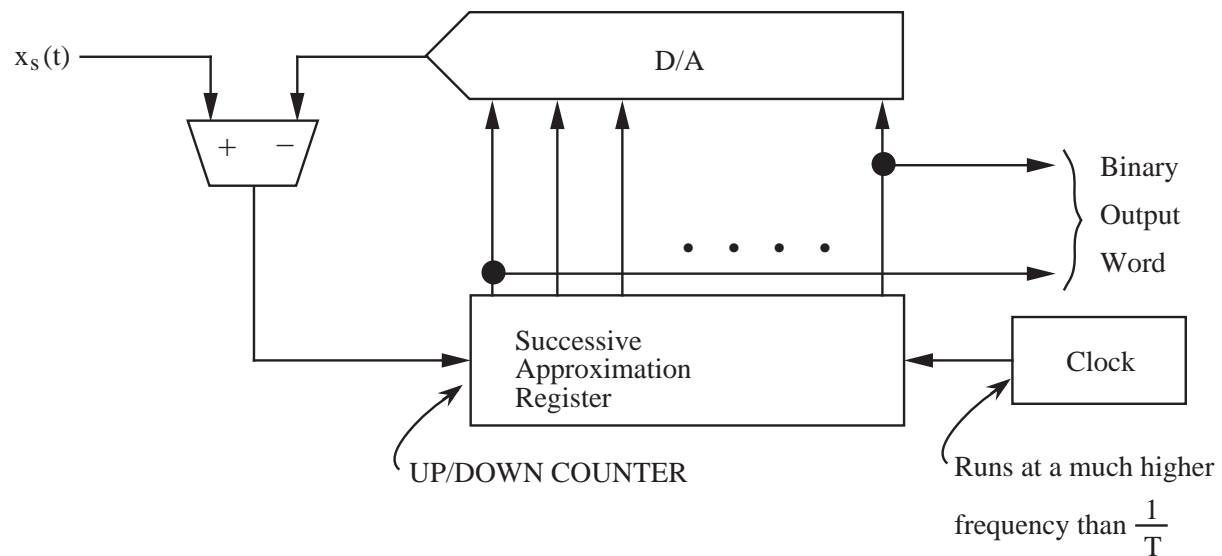 x_s(t)
D/A
+ −
Binary
Output
Word
Successive
Approximation
Register
Clock
UP/DOWN COUNTER
Runs at a much higher
frequency than 1/T